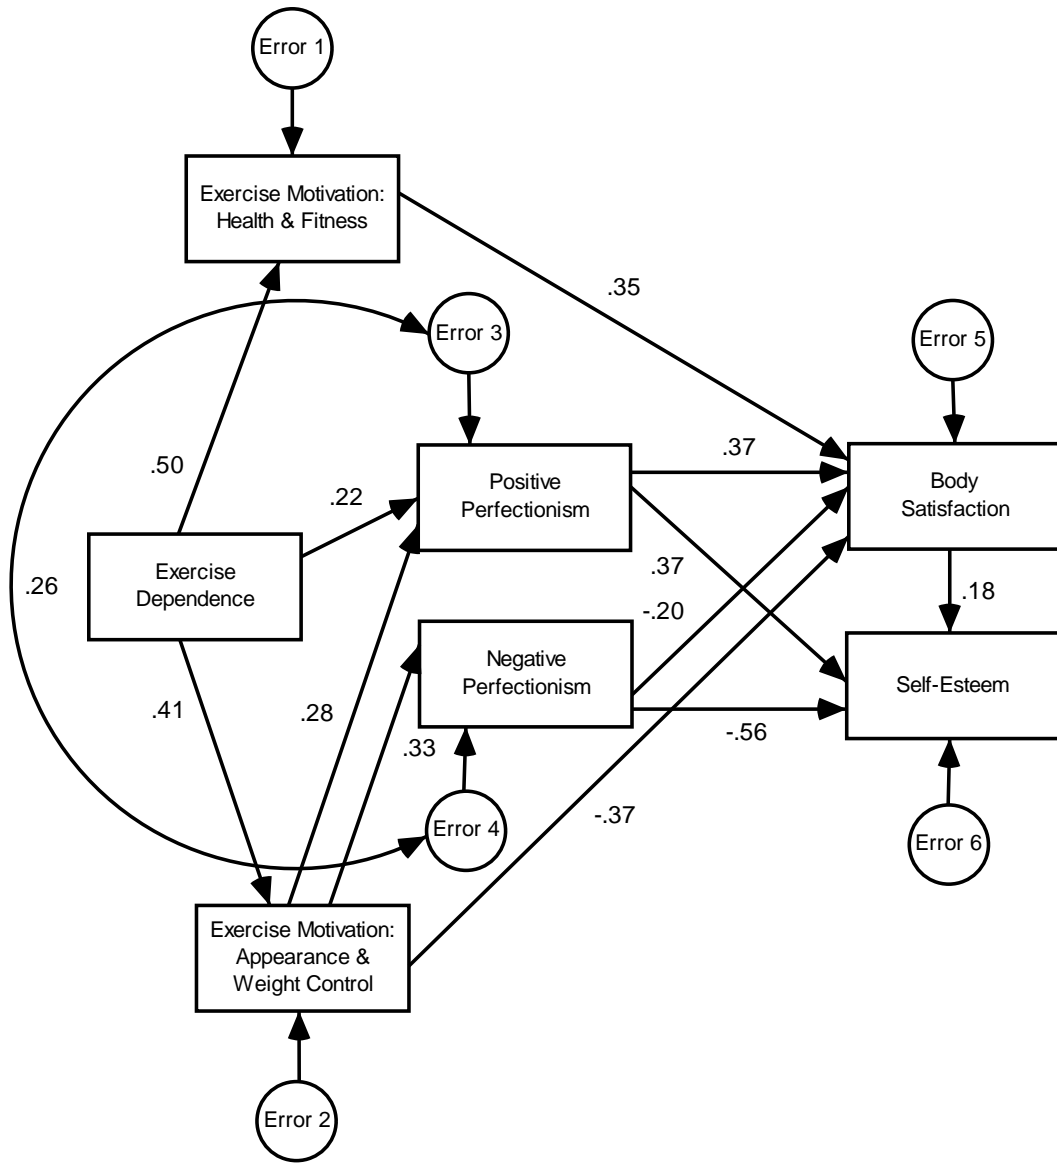 Error 1
Exercise Motivation:
Health & Fitness
.35
Error 3
Error 5
.50
.22
Positive
Perfectionism
.37
Body
Satisfaction
Exercise
Dependence
.26
.37
-.20
.18
Negative
Perfectionism
Self-Esteem
.41
.28
.33
-.56
-.37
Error 4
Error 6
Exercise Motivation:
Appearance &
Weight Control
Error 2